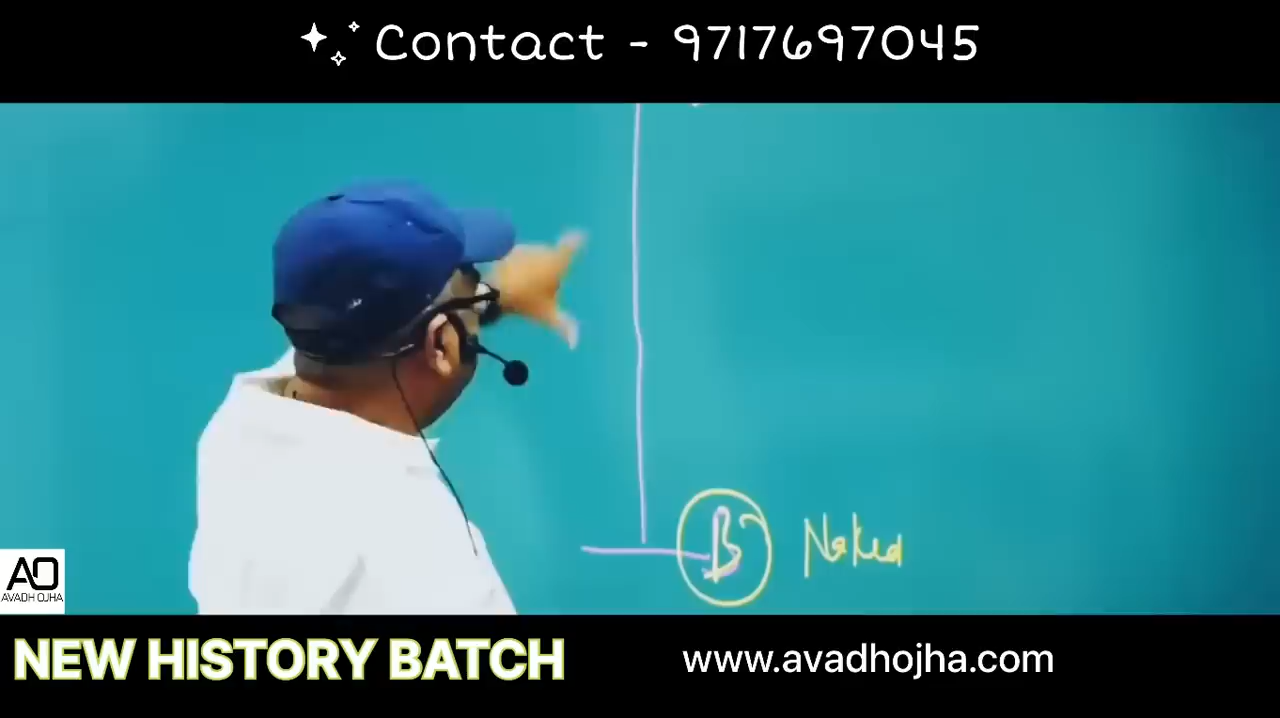 Contact - 9717697045
B Naked
AO
AVADH OJHA
NEW HISTORY BATCH
www.avadhojha.com